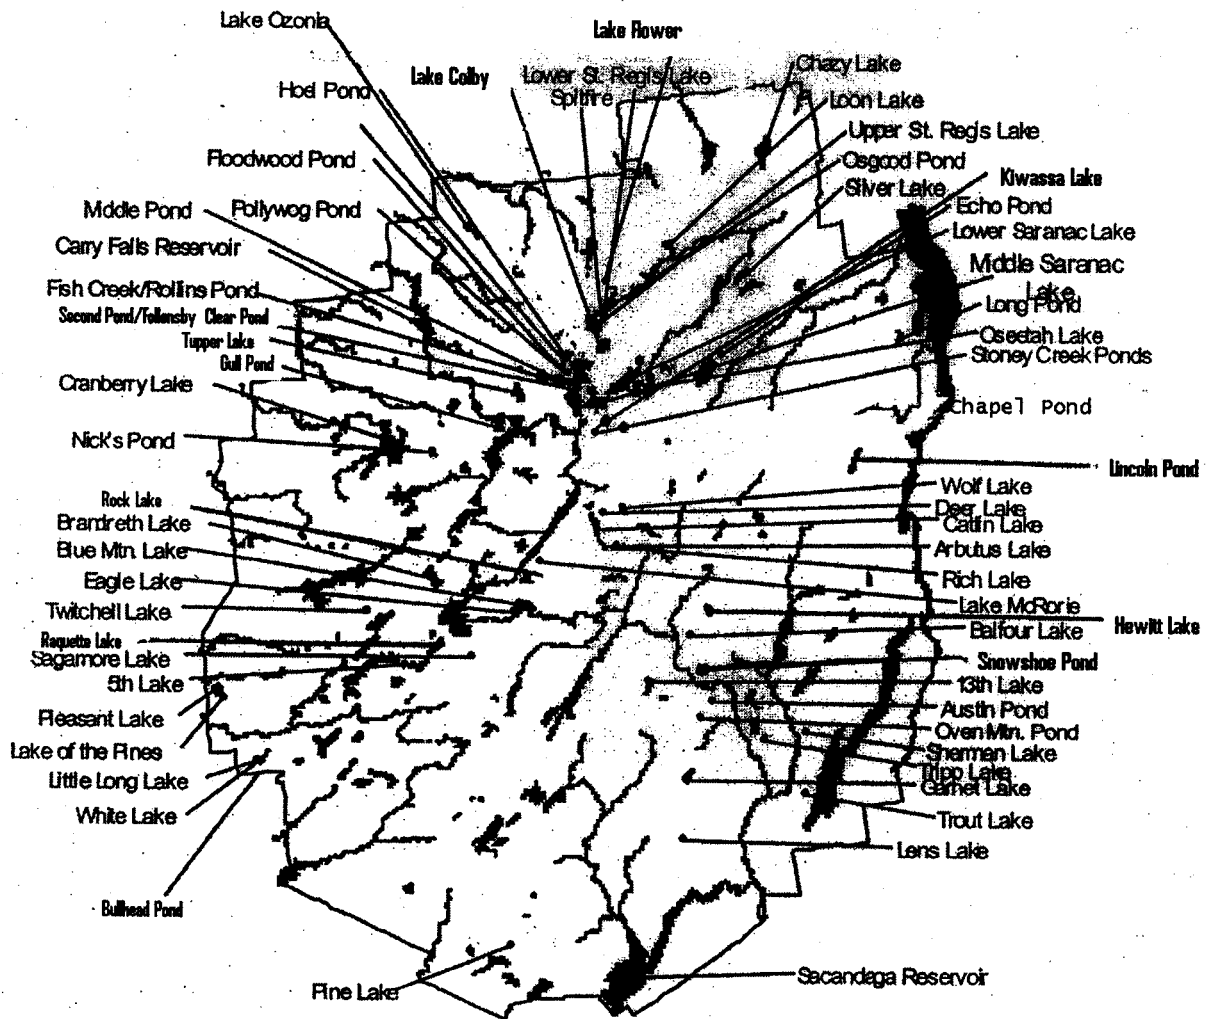 Lake Ozonia
Lake Flower
Lake Colby
Lower St. Regis Lake
Chazy Lake
Hoel Pond
Spitfire
Loon Lake
Upper St. Regis Lake
Floodwood Pond
Osgood Pond
Kiwassa Lake
Silver Lake
Middle Pond
Pollywog Pond
Echo Pond
Carry Falls Reservoir
Lower Saranac Lake
Middle Saranac
Lake
Fish Creek/Rollins Pond
Long Pond
Second Pond/Follensby Clear Pond
Oseetah Lake
Tupper Lake
Stoney Creek Ponds
Gull Pond
Cranberry Lake
Chapel Pond
Nick's Pond
Lincoln Pond
Wolf Lake
Rock Lake
Deer Lake
Brandreth Lake
Catlin Lake
Blue Mtn. Lake
Arbutus Lake
Eagle Lake
Rich Lake
Twitchell Lake
Lake McRorie
Hewitt Lake
Raquette Lake
Balfour Lake
Sagamore Lake
Snowshoe Pond
5th Lake
13th Lake
Pleasant Lake
Austin Pond
Oven Mtn. Pond
Lake of the Pines
Sherman Lake
Tripp Lake
Little Long Lake
Garnet Lake
White Lake
Trout Lake
Lens Lake
Bullhead Pond
Sacandaga Reservoir
Pine Lake